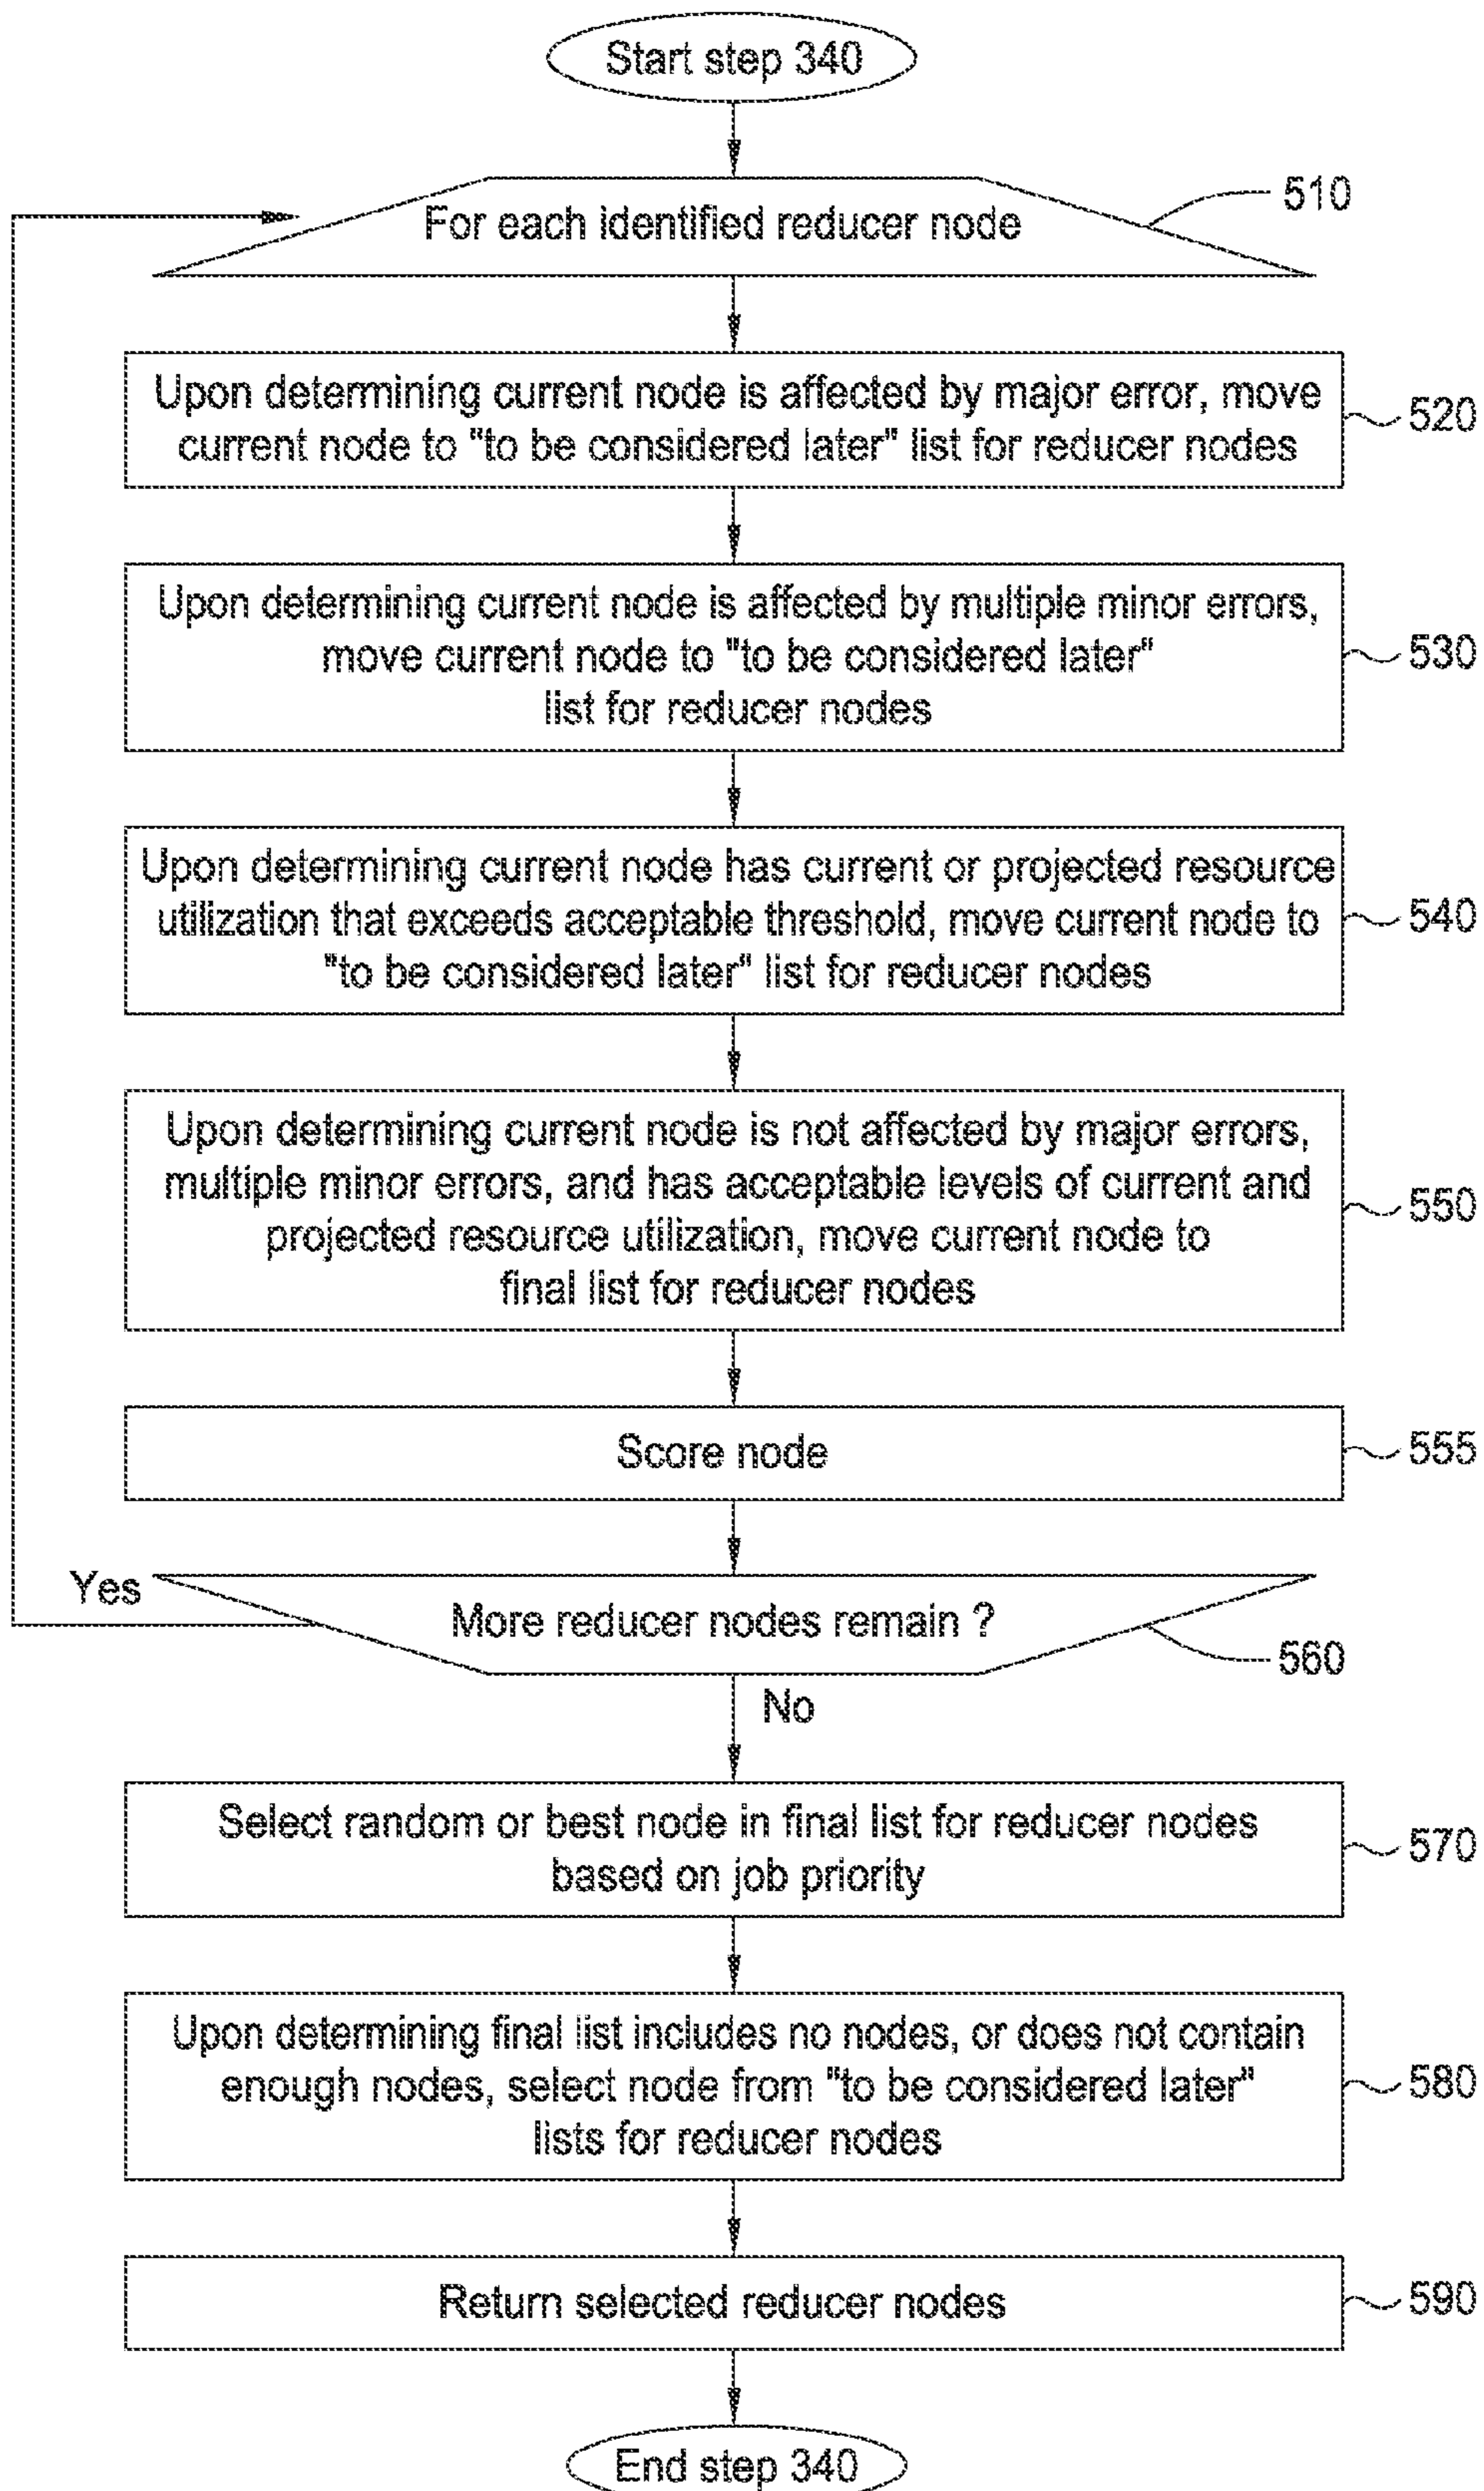 Start step 340
For each identified reducer node
510
Upon determining current node is affected by major error, move
current node to "to be considered later" list for reducer nodes
520
Upon determining current node is affected by multiple minor errors,
move current node to "to be considered later"
list for reducer nodes
530
Upon determining current node has current or projected resource
utilization that exceeds acceptable threshold, move current node to
"to be considered later" list for reducer nodes
540
Upon determining current node is not affected by major errors,
multiple minor errors, and has acceptable levels of current and
projected resource utilization, move current node to
final list for reducer nodes
550
Score node
555
Yes
More reducer nodes remain ?
560
No
Select random or best node in final list for reducer nodes
based on job priority
570
Upon determining final list includes no nodes, or does not contain
enough nodes, select node from "to be considered later"
lists for reducer nodes
580
Return selected reducer nodes
590
End step 340